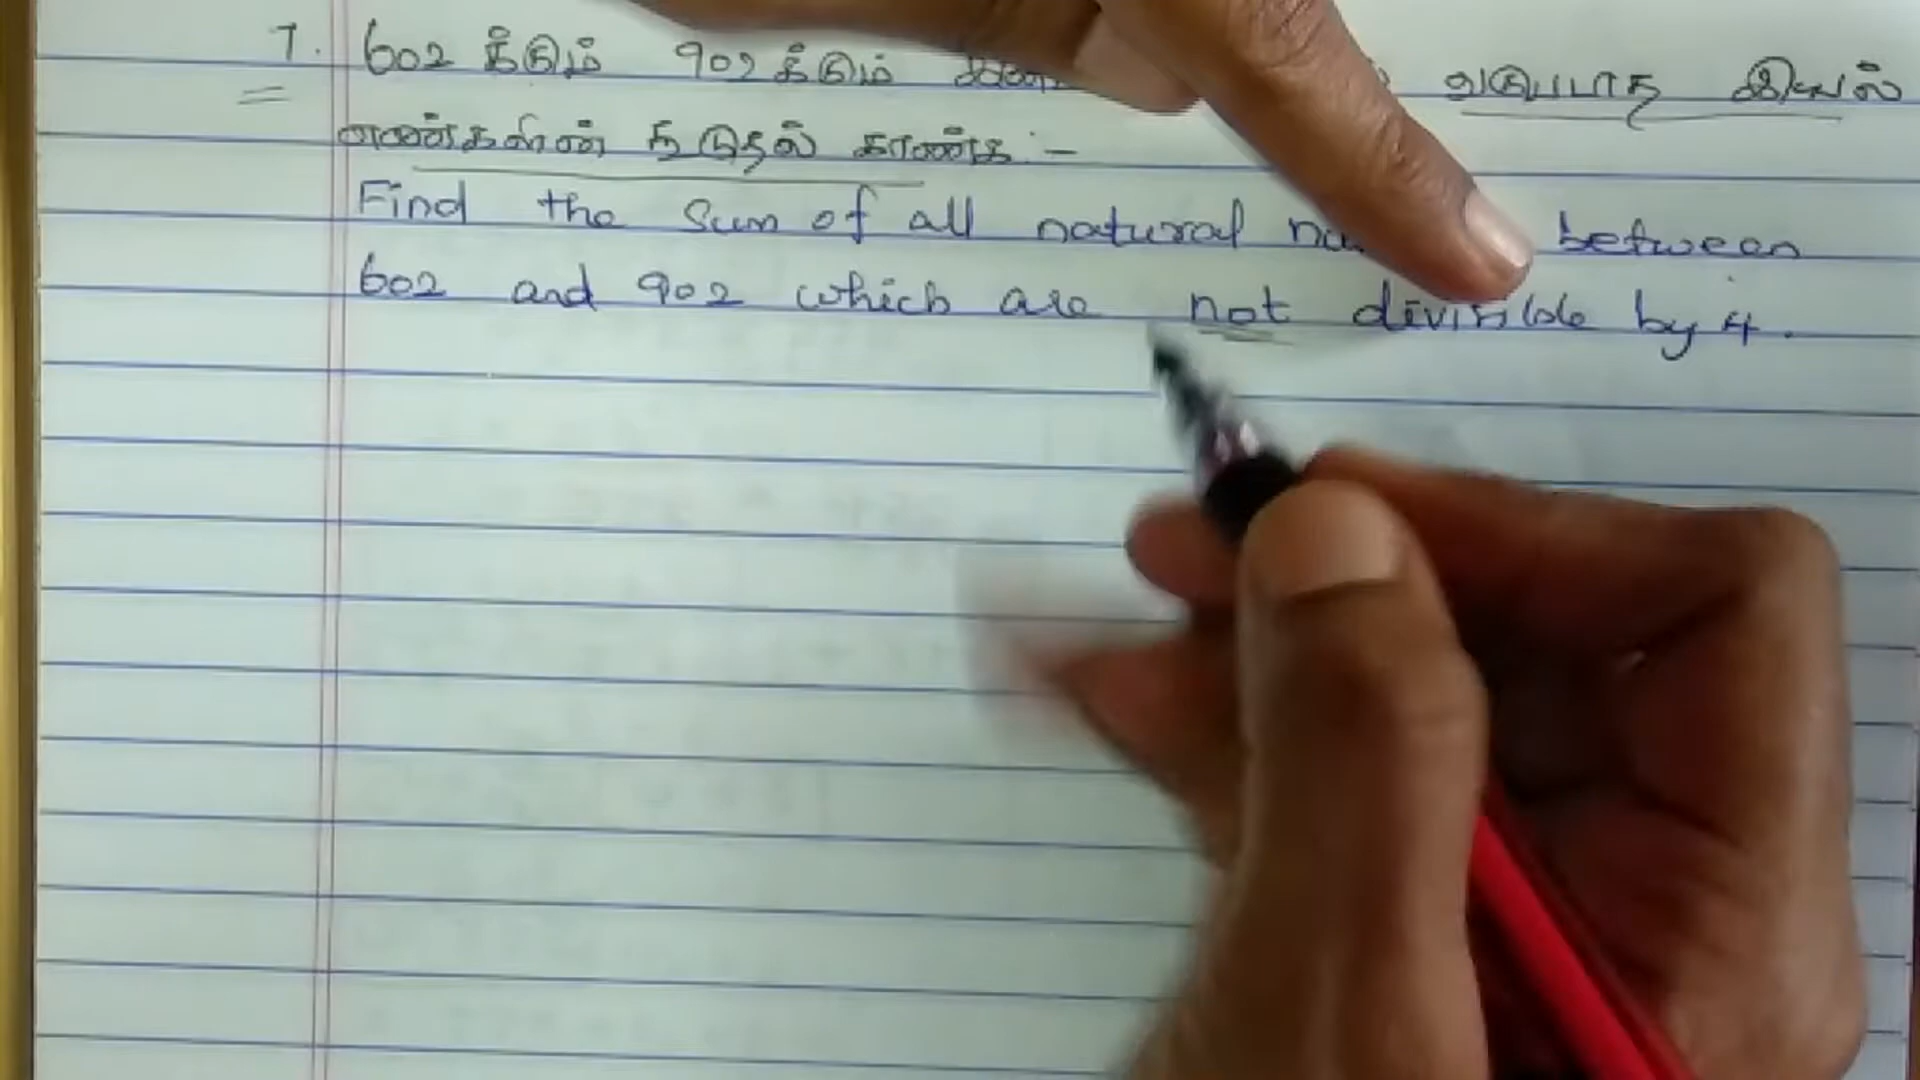 7. 602 க்கும் 902 க்கும் வகுபடாத இயல்
எண்களின் கூடுதல் காண்க :-
Find the Sum of all natural between
602 and 902 which are not divisible by 4.